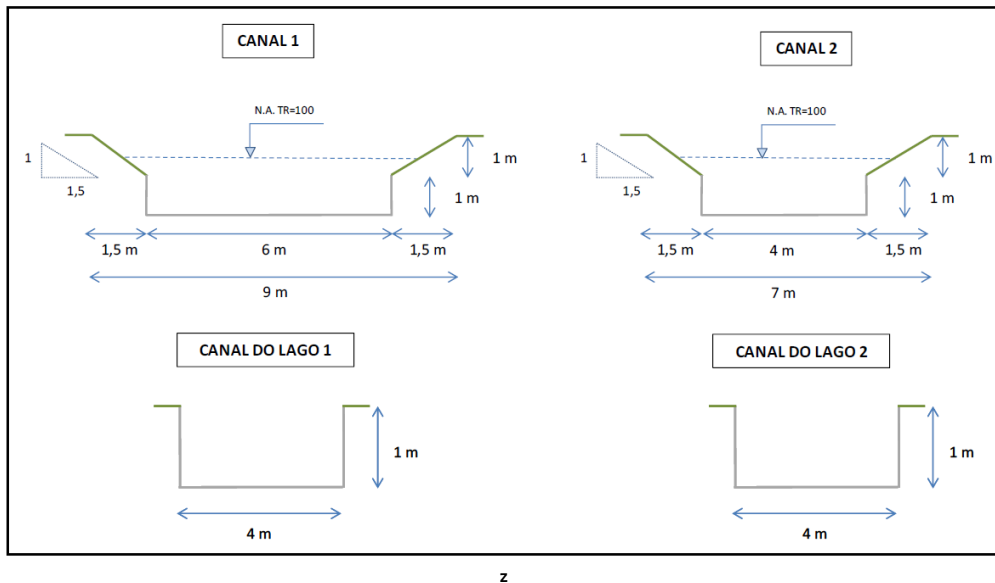 CANAL 1
CANAL 2
N.A. TR=100
N.A. TR=100
1
1,5
1 m
1 m
1
1,5
1 m
1 m
1,5 m
6 m
1,5 m
1,5 m
4 m
1,5 m
9 m
7 m
CANAL DO LAGO 1
CANAL DO LAGO 2
1 m
1 m
4 m
4 m
z